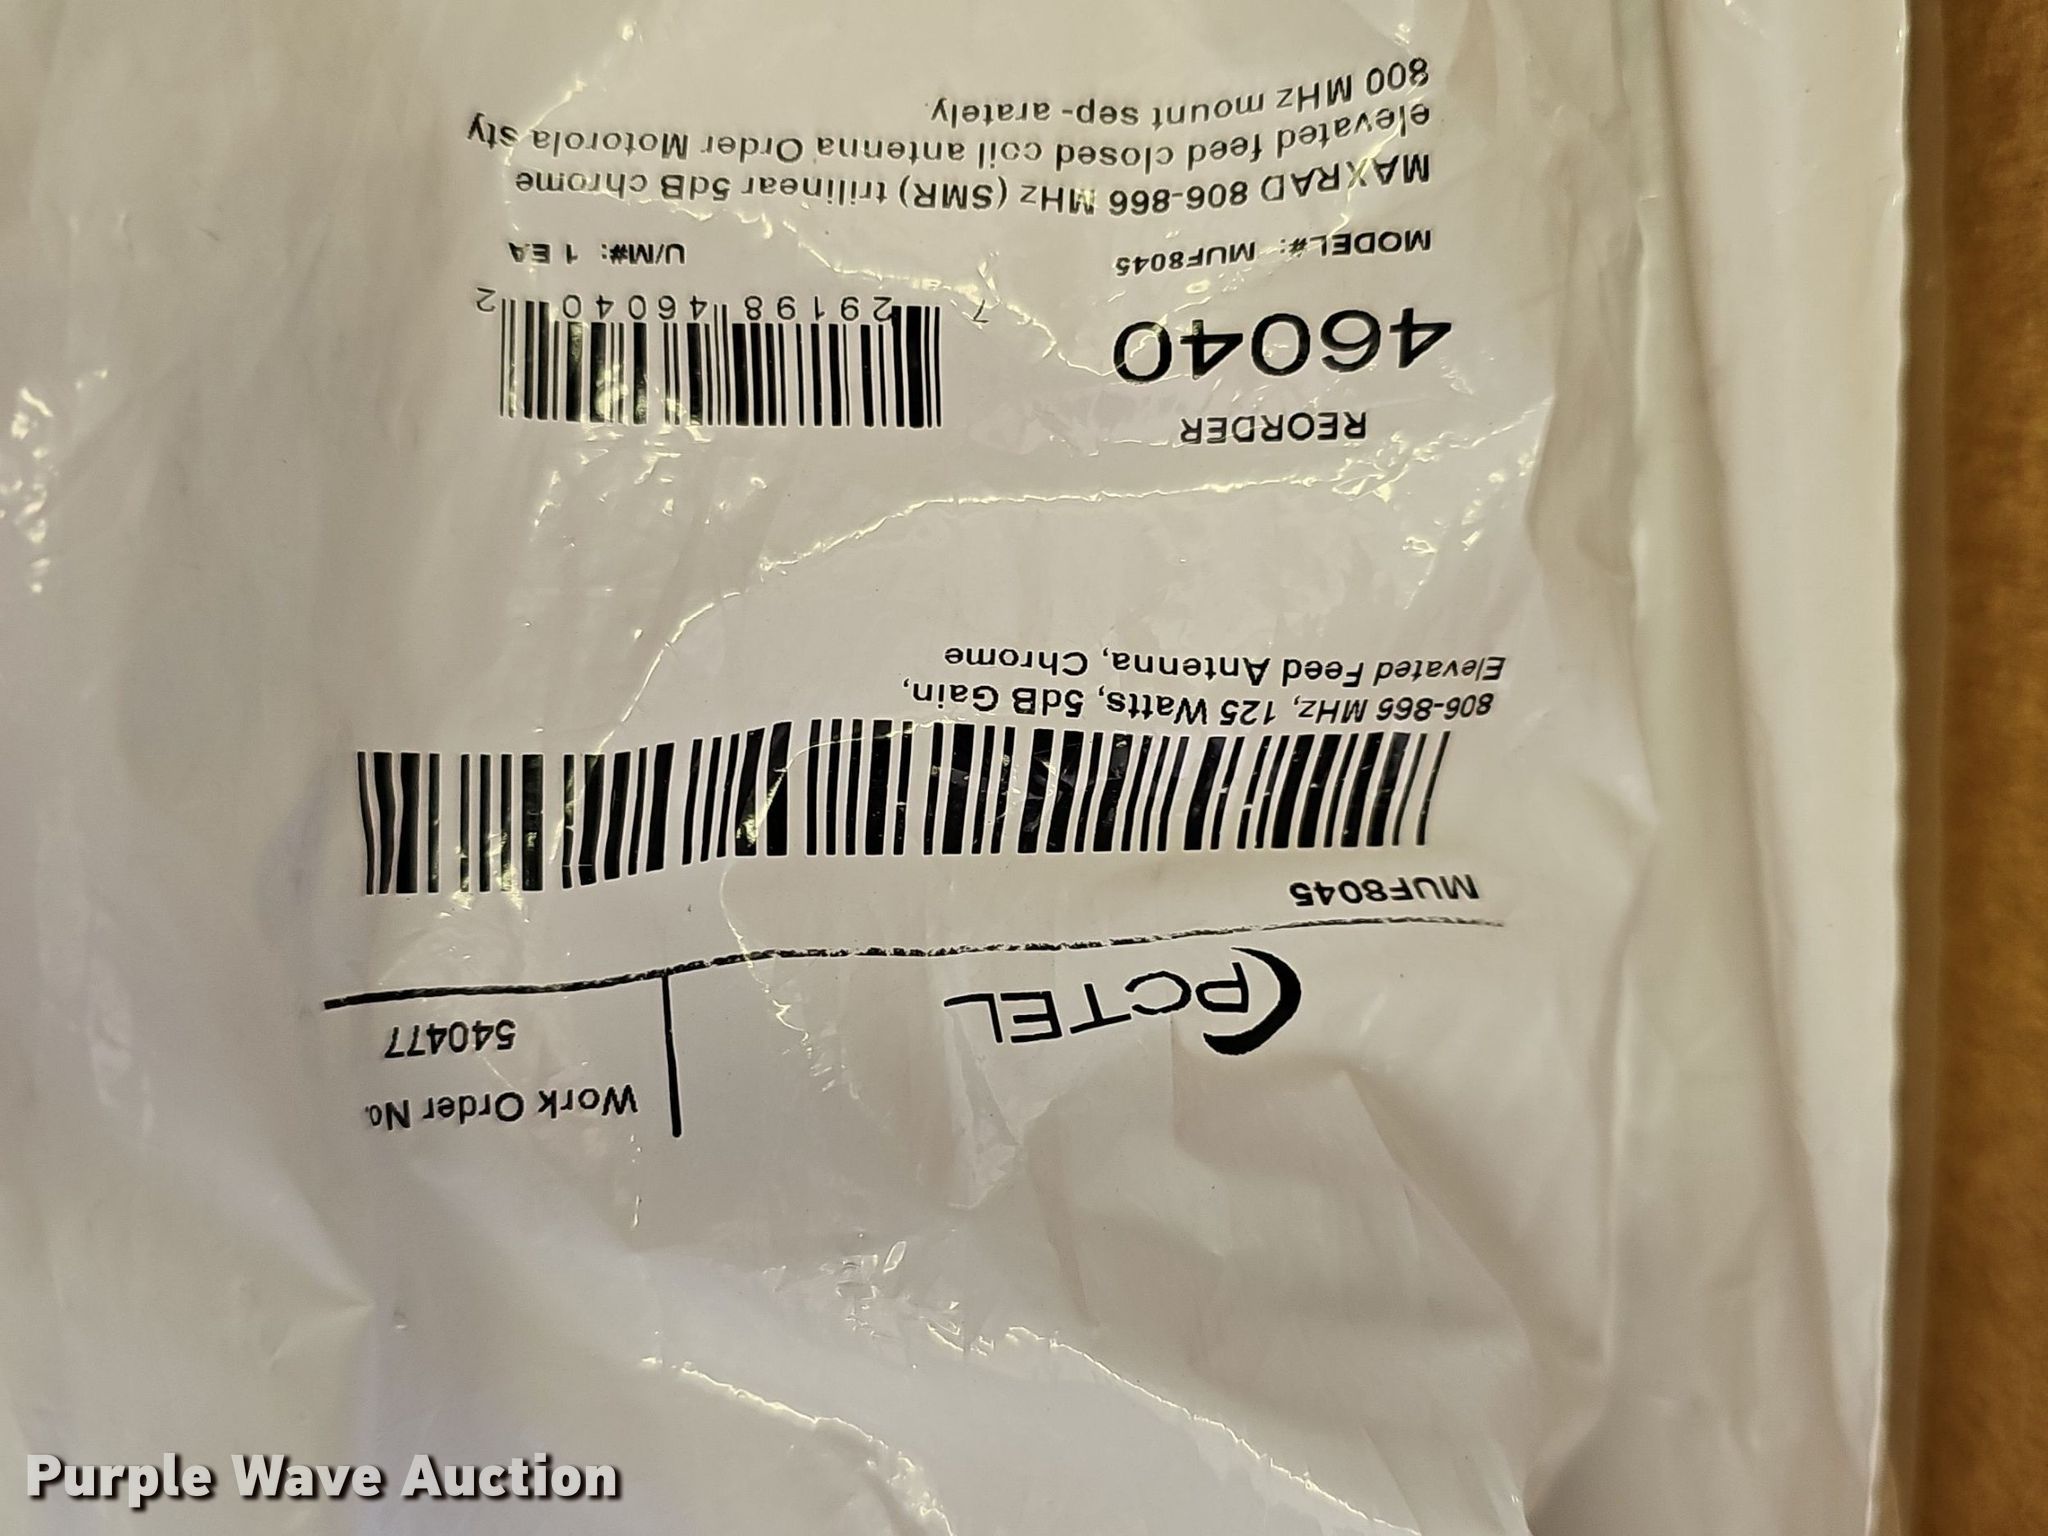 PCTEL
Work Order No.
540477
MUF8045
806-866 MHz, 125 Watts, 5dB Gain,
Elevated Feed Antenna, Chrome
REORDER
46040
7 29198 46040 2
MODEL#: MUF8045
U/M#: 1 EA
MAXRAD 806-866 MHz (SMR) trilinear 5dB chrome
elevated feed closed coil antenna Order Motorola sty
800 MHz mount sep- arately.
Purple Wave Auction